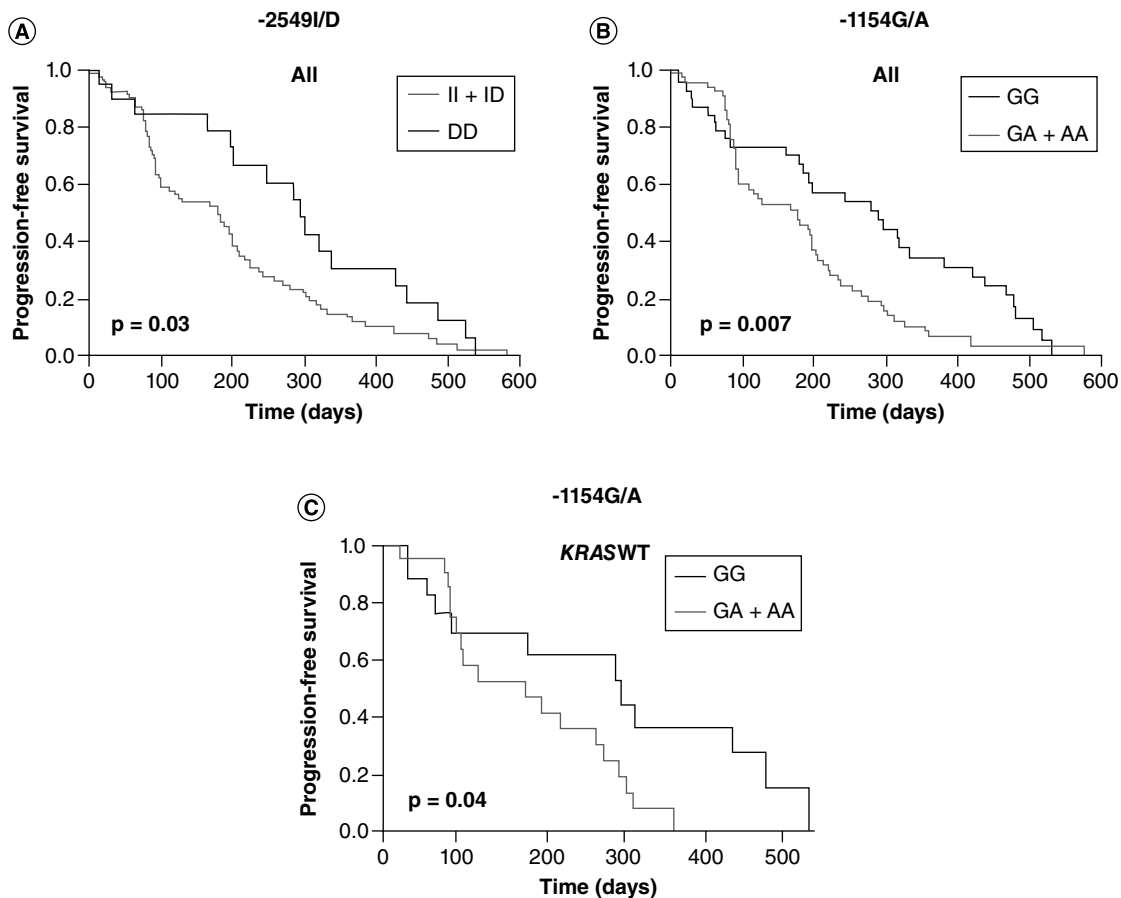 A
-2549I/D
All
II + ID
DD
Progression-free survival
1.0
0.8
0.6
0.4
0.2
0.0
p = 0.03
0 100 200 300 400 500 600
Time (days)
B
-1154G/A
All
GG
GA + AA
Progression-free survival
1.0
0.8
0.6
0.4
0.2
0.0
p = 0.007
0 100 200 300 400 500 600
Time (days)
C
-1154G/A
KRASWT
GG
GA + AA
Progression-free survival
1.0
0.8
0.6
0.4
0.2
0.0
p = 0.04
0 100 200 300 400 500
Time (days)